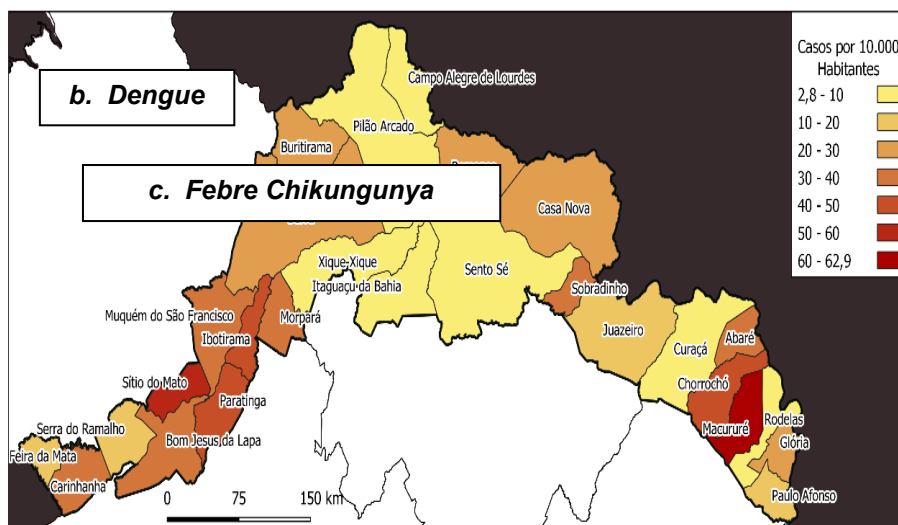 Casos por 10.000
Habitantes
2,8 - 10
10 - 20
20 - 30
30 - 40
40 - 50
50 - 60
60 - 62,9
b. Dengue
c. Febre Chikungunya
Campo Alegre de Lourdes
Pilão Arcado
Buritirama
Casa Nova
Xique-Xique
Sento Sé
Itaguaçu da Bahia
Sobradinho
Muquém do São Francisco
Morpará
Ibotirama
Juazeiro
Curaçá
Abaré
Sítio do Mato
Chorrochó
Paratinga
Serra do Ramalho
Macururé
Rodelas
Bom Jesus da Lapa
Glória
Feira da Mata
Carinhanha
Paulo Afonso
0 75 150 km